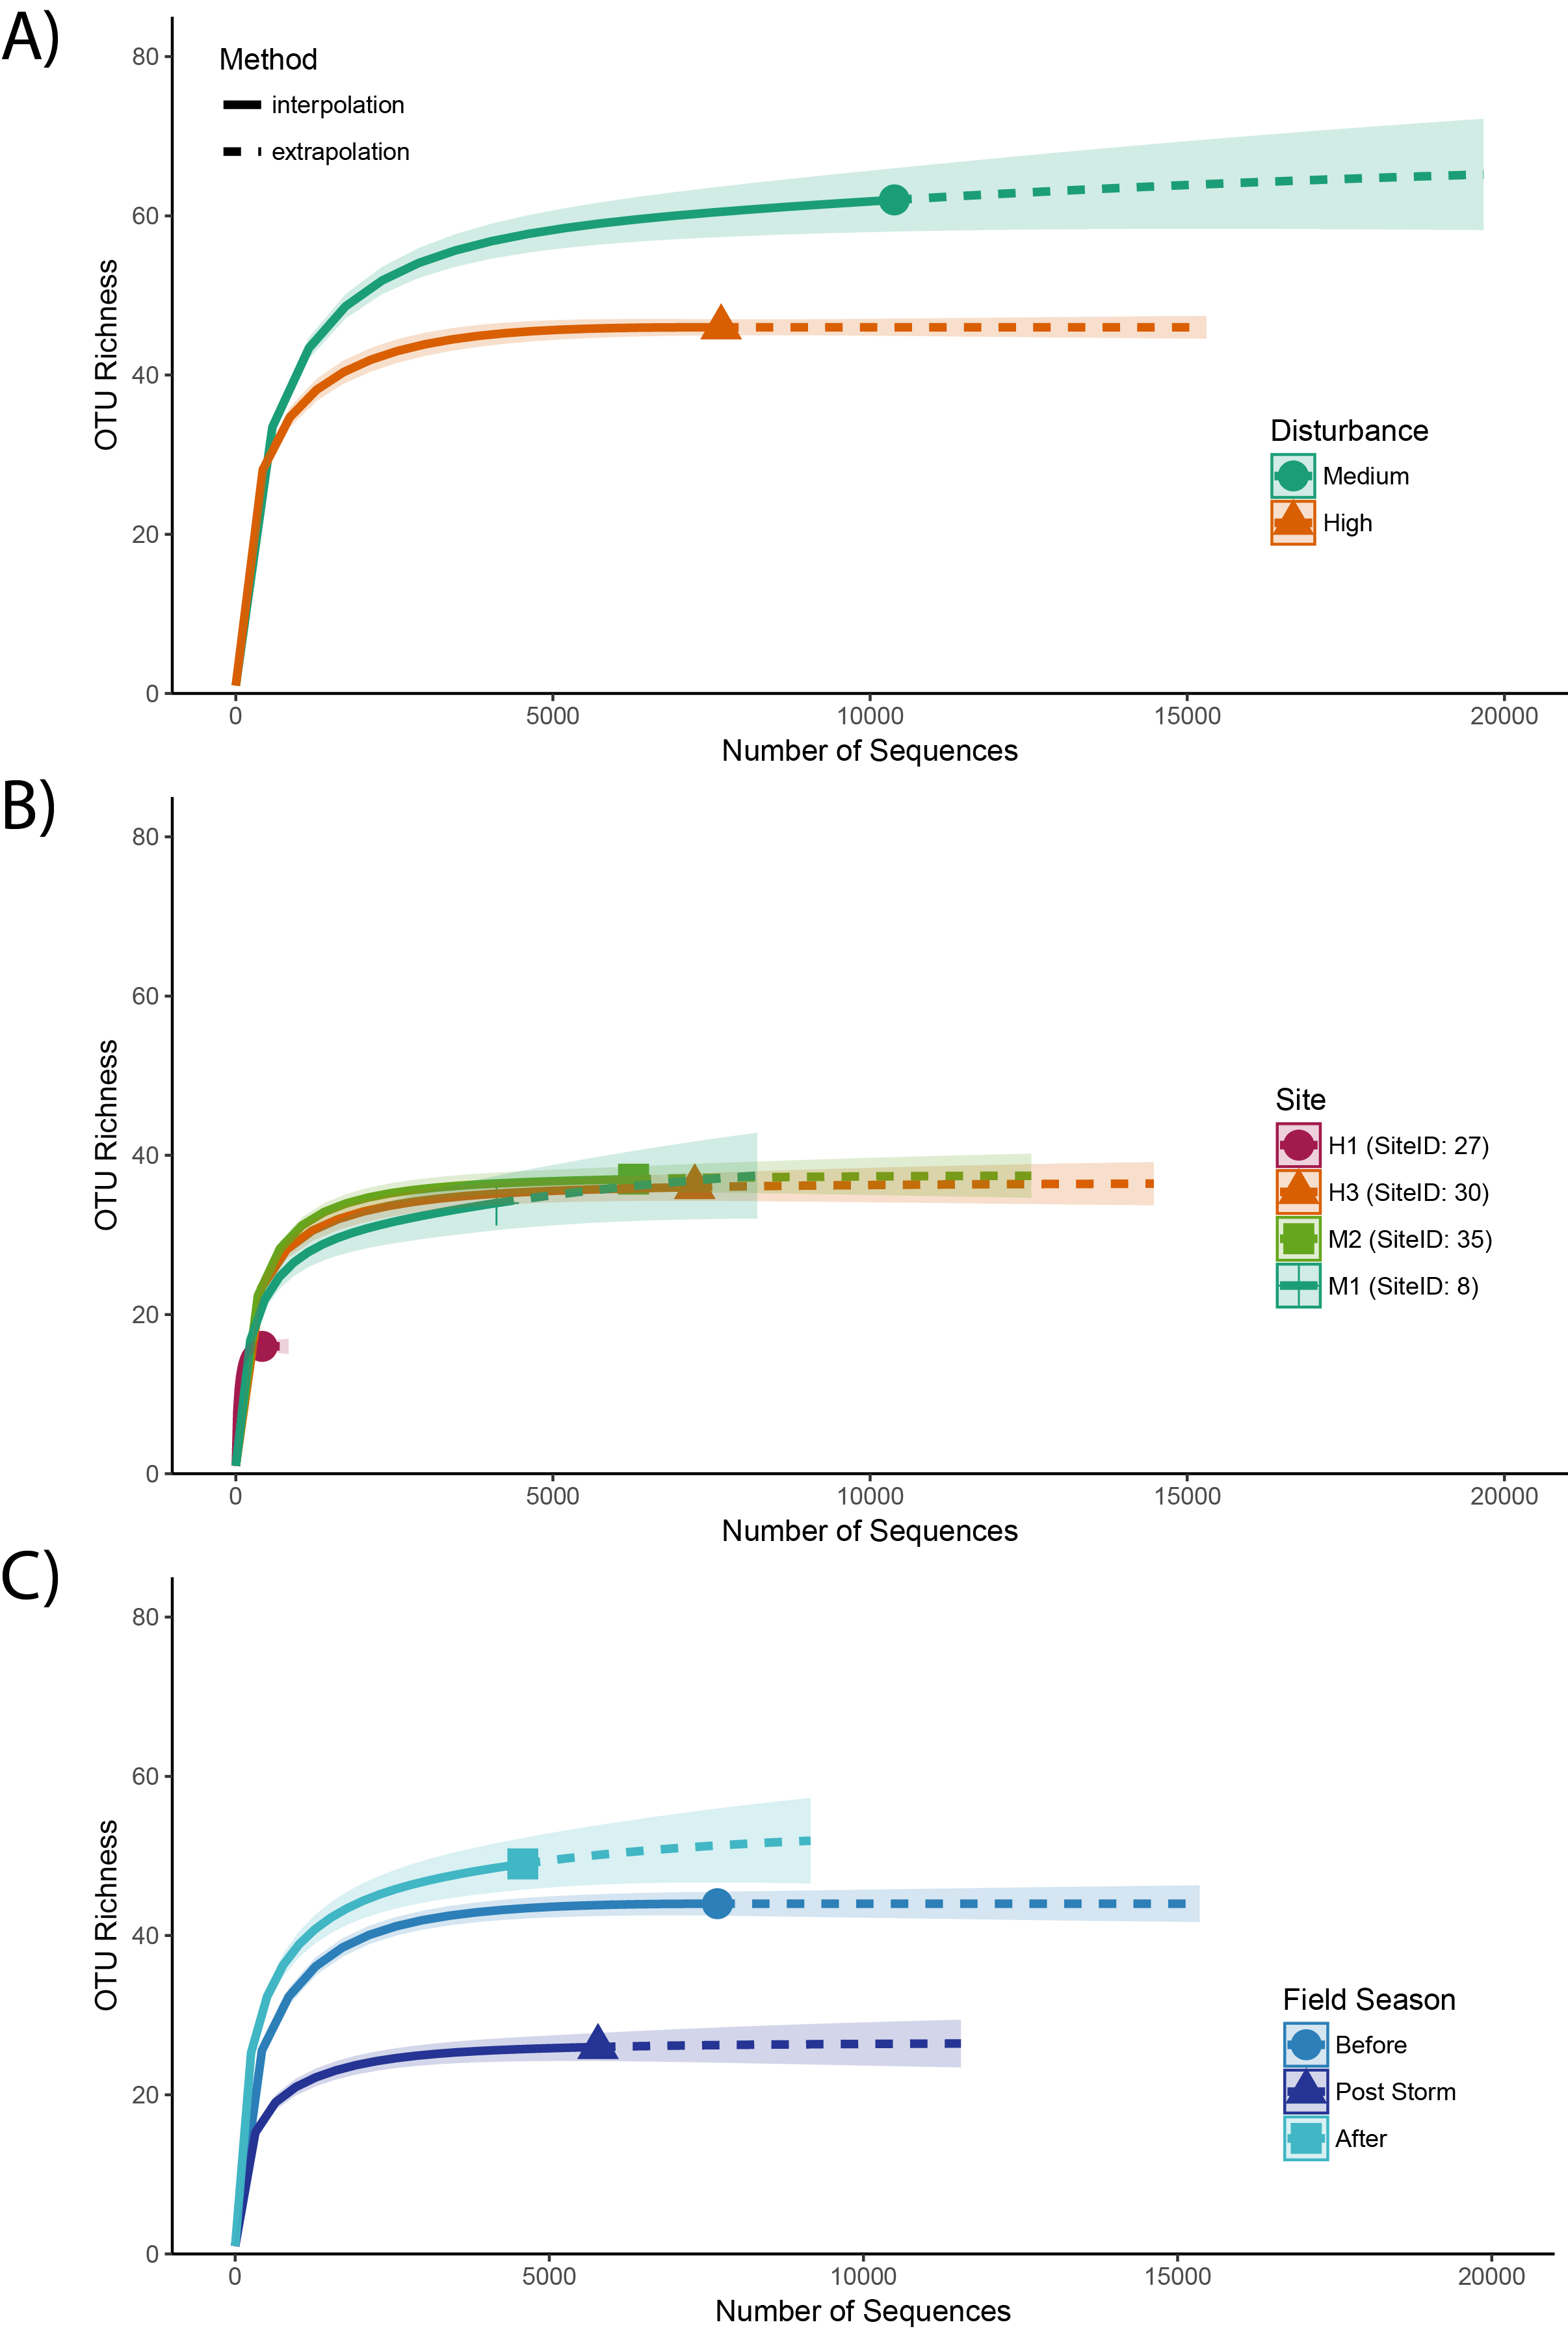 A)
Method
interpolation
extrapolation
80
60
40
20
0
OTU Richness
Disturbance
Medium
High
0 5000 10000 15000 20000
Number of Sequences
B)
80
60
40
20
0
OTU Richness
Site
H1 (SiteID: 27)
H3 (SiteID: 30)
M2 (SiteID: 35)
M1 (SiteID: 8)
0 5000 10000 15000 20000
Number of Sequences
C)
80
60
40
20
0
OTU Richness
Field Season
Before
Post Storm
After
0 5000 10000 15000 20000
Number of Sequences